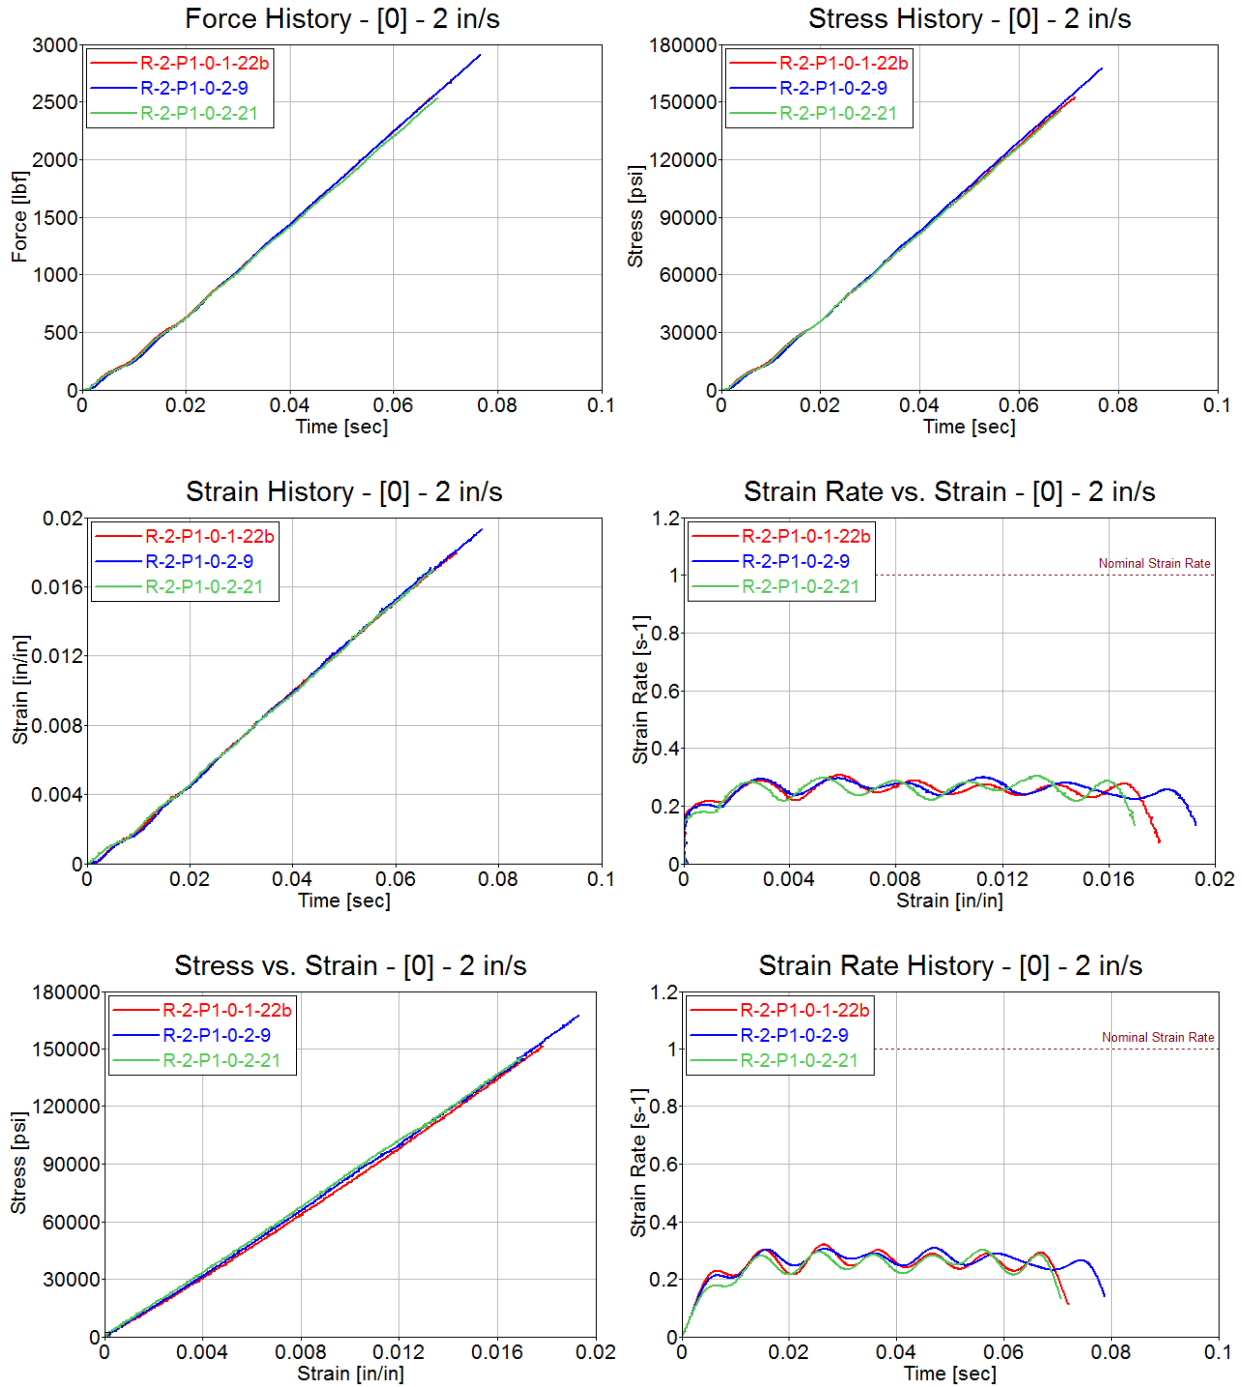 Force History - [0] - 2 in/s
3000
2500
2000
1500
1000
500
0
Force [lbf]
R-2-P1-0-1-22b
R-2-P1-0-2-9
R-2-P1-0-2-21
0
0.02
0.04
0.06
0.08
0.1
Time [sec]
Stress History - [0] - 2 in/s
180000
150000
120000
90000
60000
30000
0
Stress [psi]
R-2-P1-0-1-22b
R-2-P1-0-2-9
R-2-P1-0-2-21
0
0.02
0.04
0.06
0.08
0.1
Time [sec]
Strain History - [0] - 2 in/s
0.02
0.016
0.012
0.008
0.004
0
Strain [in/in]
R-2-P1-0-1-22b
R-2-P1-0-2-9
R-2-P1-0-2-21
0
0.02
0.04
0.06
0.08
0.1
Time [sec]
Strain Rate vs. Strain - [0] - 2 in/s
1.2
1
0.8
0.6
0.4
0.2
0
Strain Rate [s-1]
R-2-P1-0-1-22b
R-2-P1-0-2-9
R-2-P1-0-2-21
Nominal Strain Rate
0
0.004
0.008
0.012
0.016
0.02
Strain [in/in]
Stress vs. Strain - [0] - 2 in/s
180000
150000
120000
90000
60000
30000
0
Stress [psi]
R-2-P1-0-1-22b
R-2-P1-0-2-9
R-2-P1-0-2-21
0
0.004
0.008
0.012
0.016
0.02
Strain [in/in]
Strain Rate History - [0] - 2 in/s
1.2
1
0.8
0.6
0.4
0.2
0
Strain Rate [s-1]
R-2-P1-0-1-22b
R-2-P1-0-2-9
R-2-P1-0-2-21
Nominal Strain Rate
0
0.02
0.04
0.06
0.08
0.1
Time [sec]